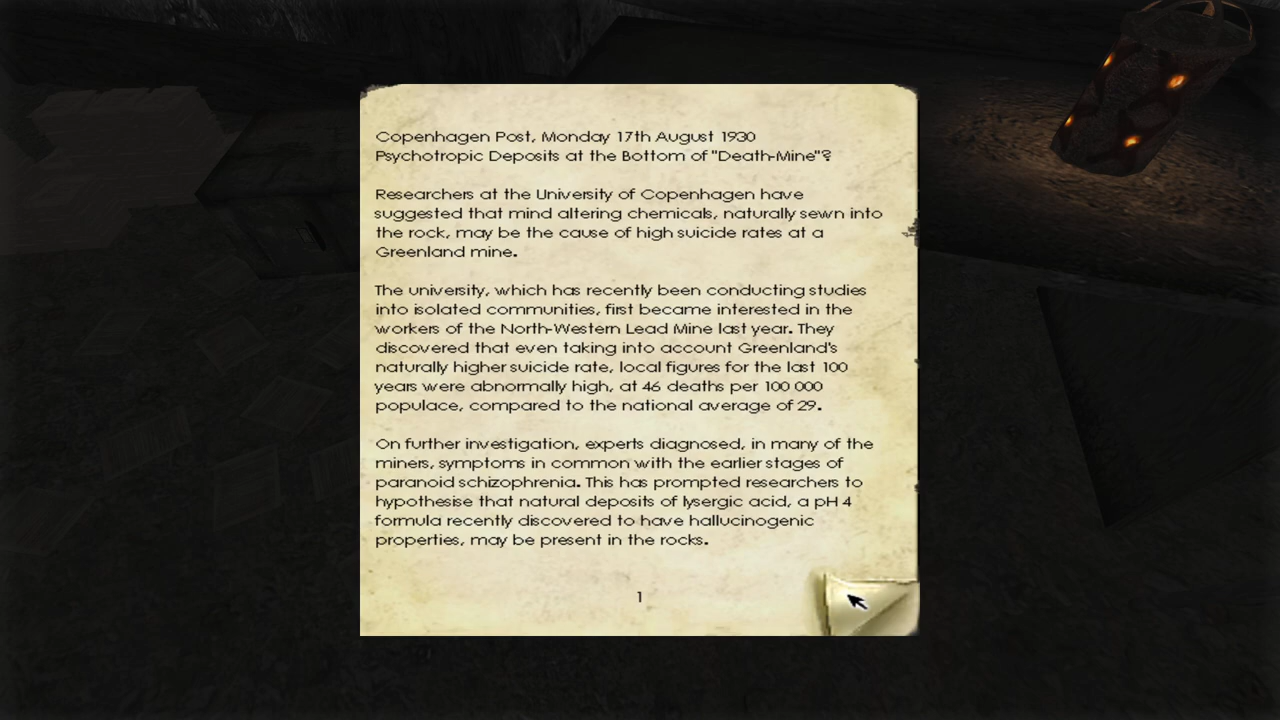 Copenhagen Post, Monday 17th August 1930
Psychotropic Deposits at the Bottom of "Death-Mine"?
Researchers at the University of Copenhagen have
suggested that mind altering chemicals, naturally sewn into
the rock, may be the cause of high suicide rates at a
Greenland mine.
The university, which has recently been conducting studies
into isolated communities, first became interested in the
workers of the North-Western Lead Mine last year. They
discovered that even taking into account Greenland's
naturally higher suicide rate, local figures for the last 100
years were abnormally high, at 46 deaths per 100 000
populace, compared to the national average of 29.
On further investigation, experts diagnosed, in many of the
miners, symptoms in common with the earlier stages of
paranoid schizophrenia. This has prompted researchers to
hypothesise that natural deposits of lysergic acid, a pH 4
formula recently discovered to have hallucinogenic
properties, may be present in the rocks.
1